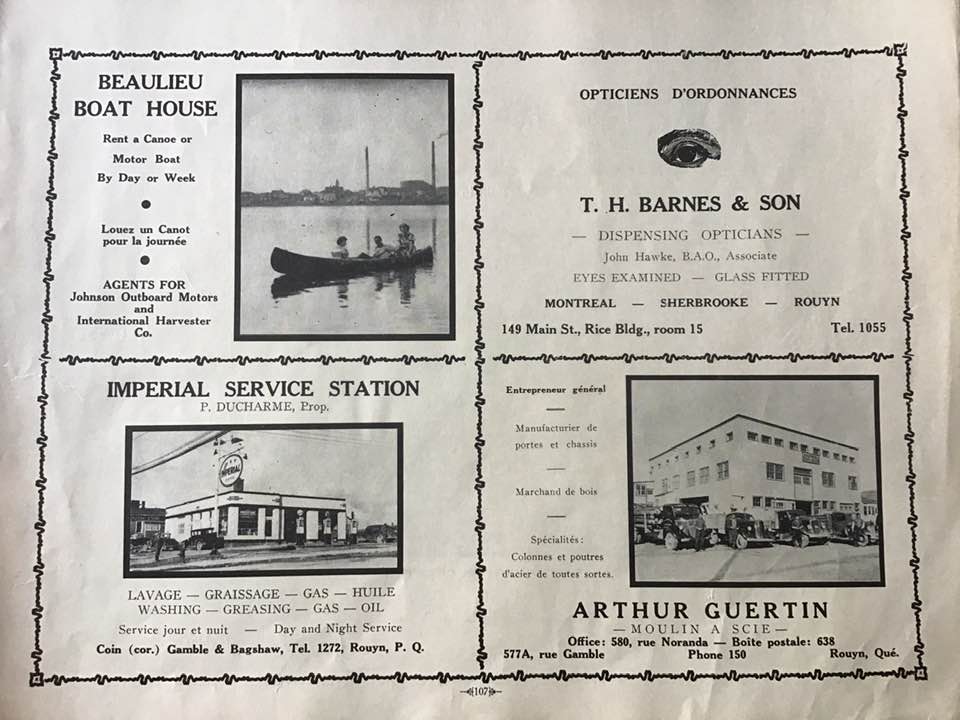 BEAULIEU
BOAT HOUSE
Rent a Canoe or
Motor Boat
By Day or Week
Louez un Canot
pour la journée
AGENTS FOR
Johnson Outboard Motors
and
International Harvester
Co.
OPTICIENS D'ORDONNANCES
T. H. BARNES & SON
— DISPENSING OPTICIANS —
John Hawke, B.A.O., Associate
EYES EXAMINED — GLASS FITTED
MONTREAL — SHERBROOKE — ROUYN
149 Main St., Rice Bldg., room 15 Tel. 1055
IMPERIAL SERVICE STATION
P. DUCHARME, Prop.
IMPERIAL
LAVAGE — GRAISSAGE — GAS — HUILE
WASHING — GREASING — GAS — OIL
Service jour et nuit — Day and Night Service
Coin (cor.) Gamble & Bagshaw, Tel. 1272, Rouyn, P. Q.
Entrepreneur général
Manufacturier de
portes et chassis
Marchand de bois
Spécialités:
Colonnes et poutres
d'acier de toutes sortes.
ARTHUR GUERTIN
— MOULIN A SCIE —
Office: 580, rue Noranda — Boîte postale: 638
577A, rue Gamble Phone 150 Rouyn, Qué.
107